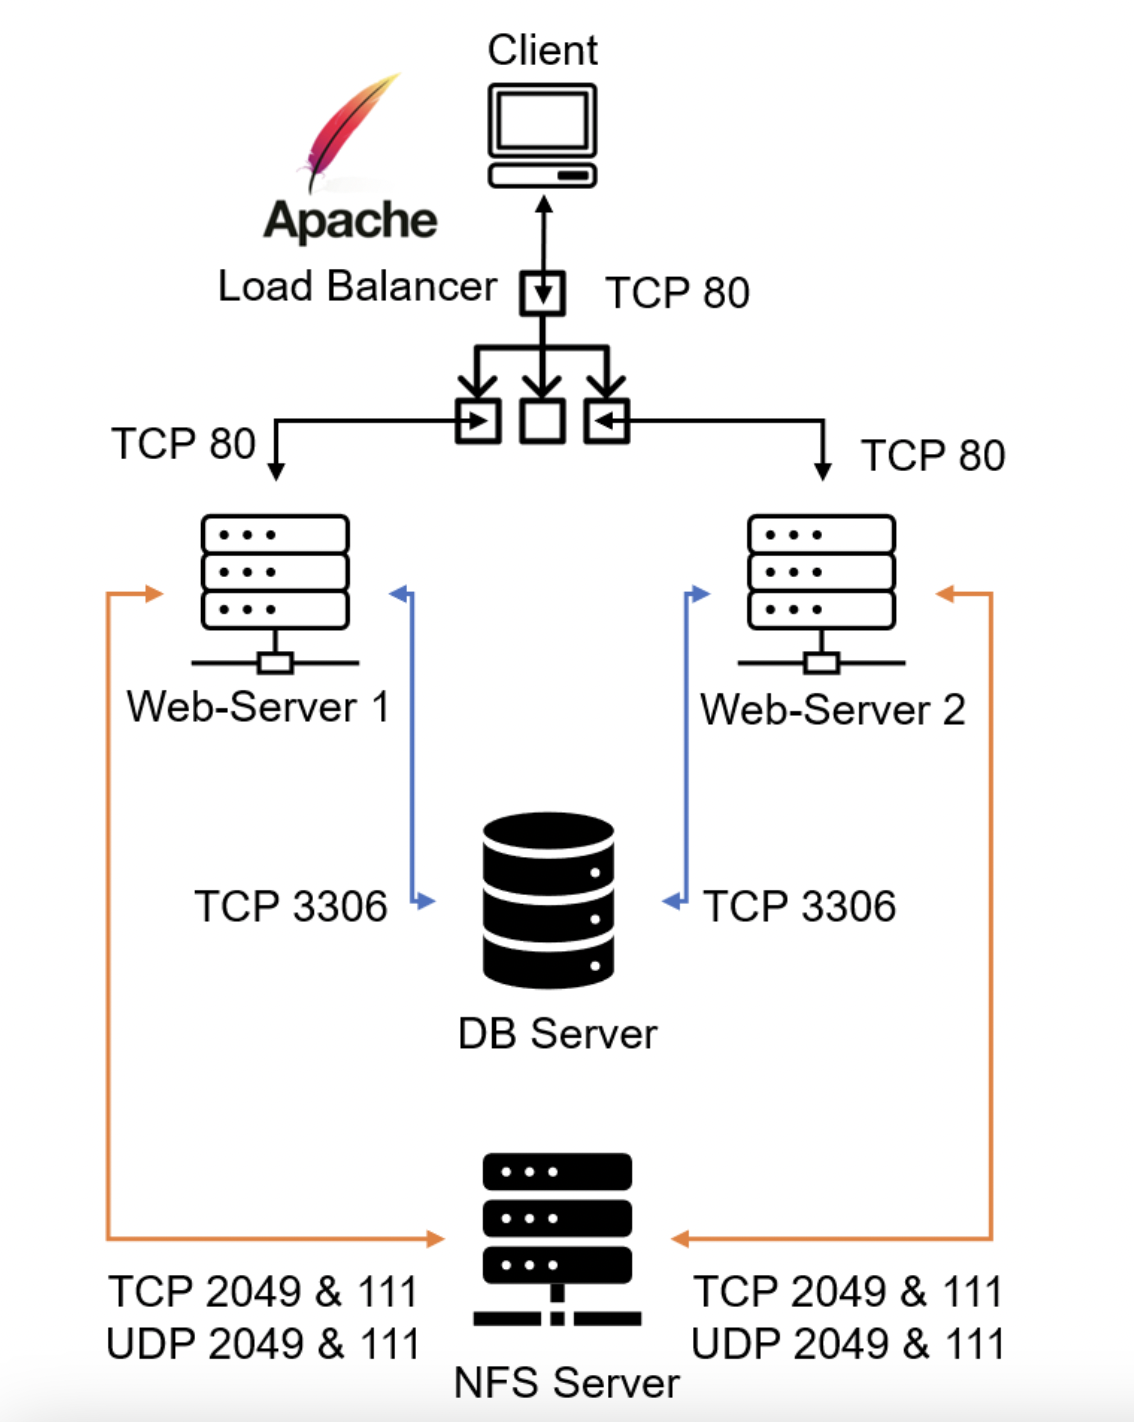 Client
Apache
Load Balancer
TCP 80
TCP 80
TCP 80
Web-Server 1
Web-Server 2
TCP 3306
TCP 3306
DB Server
TCP 2049 & 111
UDP 2049 & 111
TCP 2049 & 111
UDP 2049 & 111
NFS Server